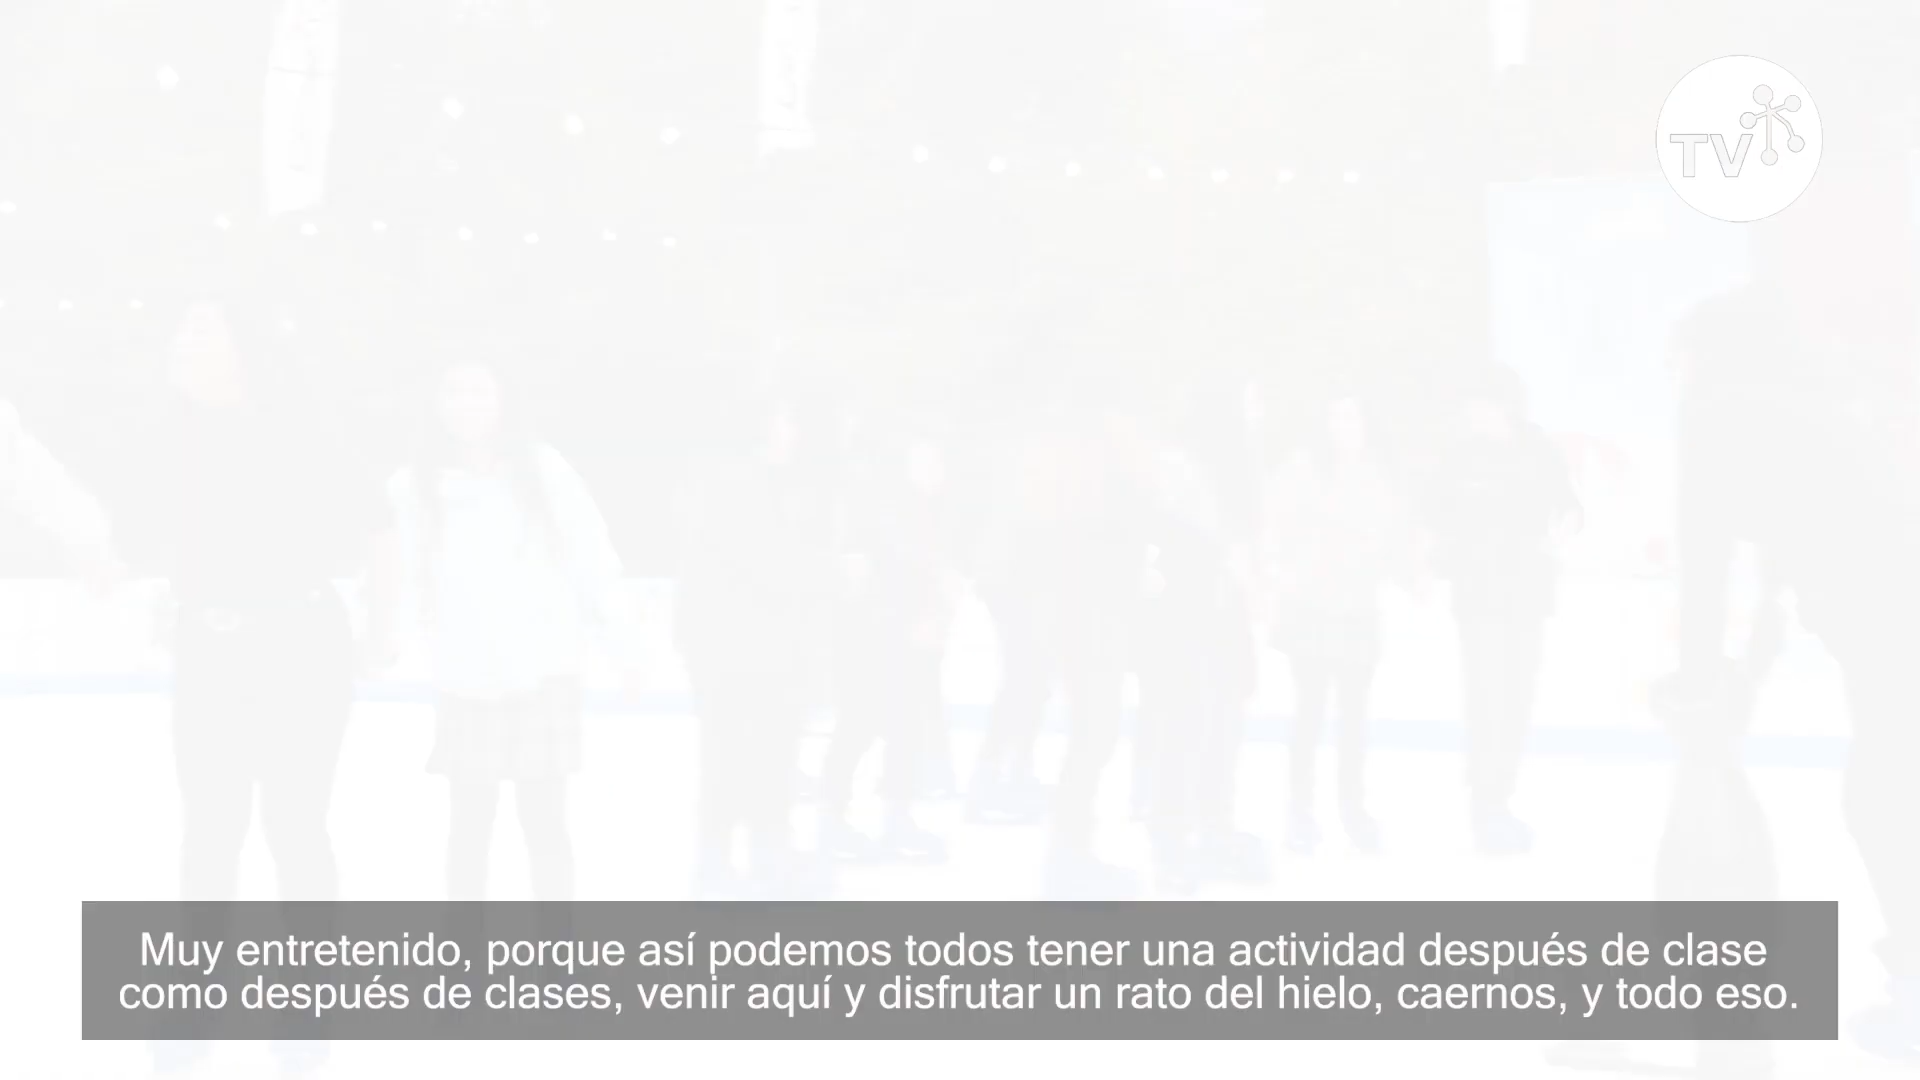 TV
Muy entretenido, porque así podemos todos tener una actividad después de clase
como después de clases, venir aquí y disfrutar un rato del hielo, caernos, y todo eso.